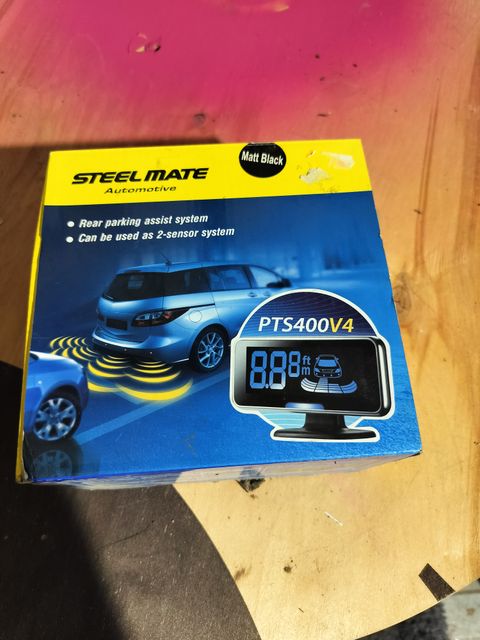 STEEL MATE
Automotive
Matt Black
• Rear parking assist system
• Can be used as 2-sensor system
PTS400V4
8.8.8 ft
m